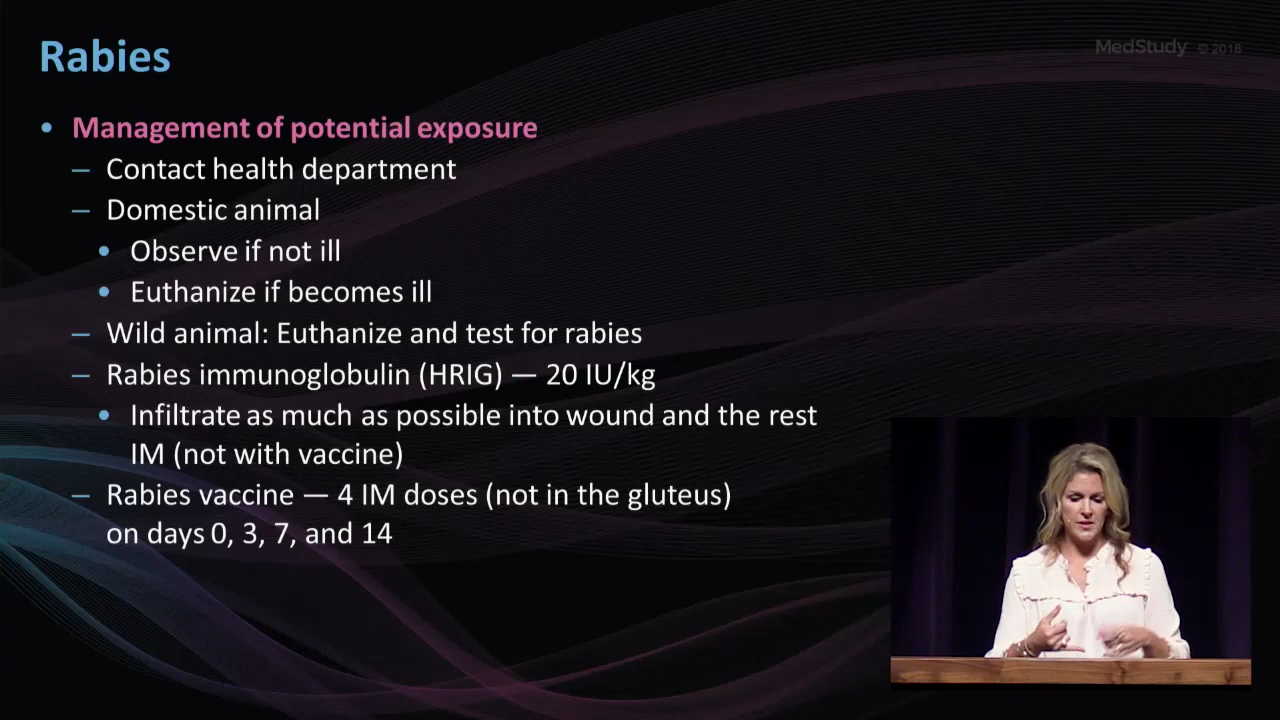 Rabies
MedStudy © 2018
• Management of potential exposure
– Contact health department
– Domestic animal
• Observe if not ill
• Euthanize if becomes ill
– Wild animal: Euthanize and test for rabies
– Rabies immunoglobulin (HRIG) — 20 IU/kg
• Infiltrate as much as possible into wound and the rest
IM (not with vaccine)
– Rabies vaccine — 4 IM doses (not in the gluteus)
on days 0, 3, 7, and 14